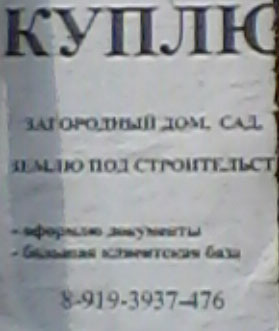 КУПЛЮ
ЗАГОРОДНЫЙ ДОМ, САД,
ЗЕМЛЮ ПОД СТРОИТЕЛЬСТ
- оформлю документы
- большая клиентская база
8-919-3937-476